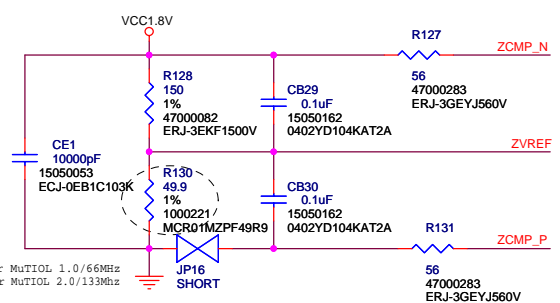 VCC1.8V
R127
ZCMP_N
56
47000283
ERJ-3GEYJ560V
R128
150
1%
47000082
ERJ-3EKF1500V
CB29
0.1uF
15050162
0402YD104KAT2A
ZVREF
CE1
10000pF
15050053
ECJ-0EB1C103K
R130
49.9
1%
1000221
MCR01MZPF49R9
CB30
0.1uF
15050162
0402YD104KAT2A
R131
ZCMP_P
56
47000283
ERJ-3GEYJ560V
JP16
SHORT
r MuTIOL 1.0/66MHz
r MuTIOL 2.0/133Mhz